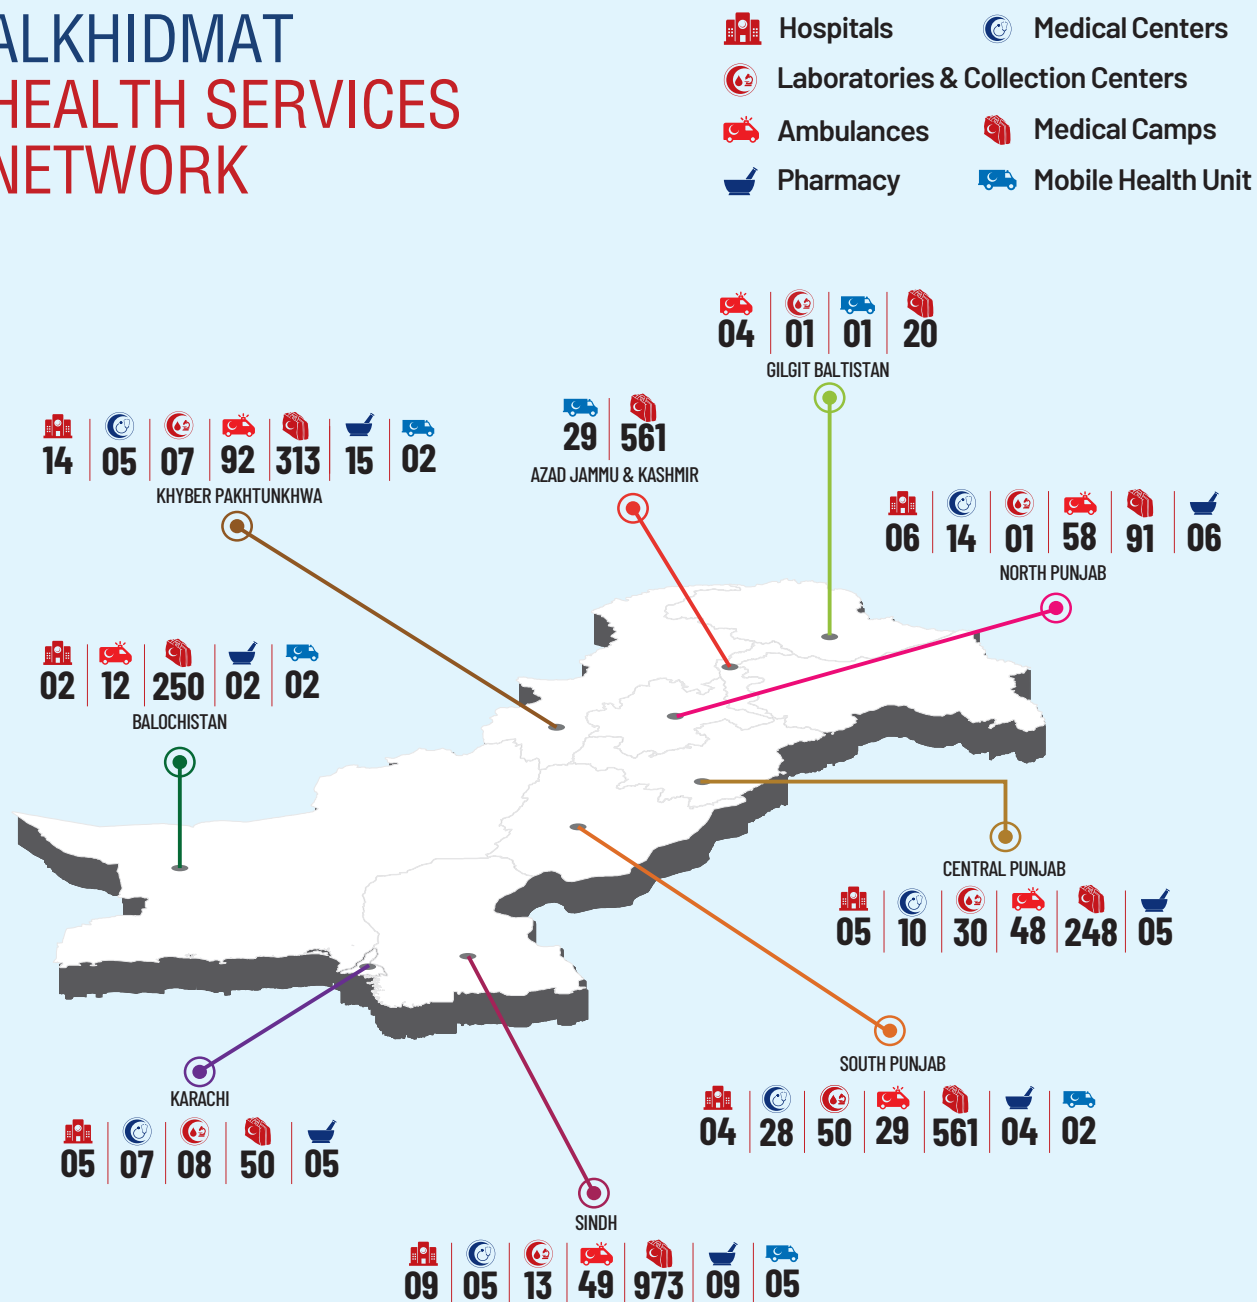 ALKHIDMAT
HEALTH SERVICES
NETWORK
Hospitals Medical Centers
Laboratories & Collection Centers
Ambulances Medical Camps
Pharmacy Mobile Health Unit
04 01 01 20
GILGIT BALTISTAN
29 561
AZAD JAMMU & KASHMIR
14 05 07 92 313 15 02
KHYBER PAKHTUNKHWA
06 14 01 58 91 06
NORTH PUNJAB
02 12 250 02 02
BALOCHISTAN
CENTRAL PUNJAB
05 10 30 48 248 05
SOUTH PUNJAB
04 28 50 29 561 04 02
KARACHI
05 07 08 50 05
SINDH
09 05 13 49 973 09 05